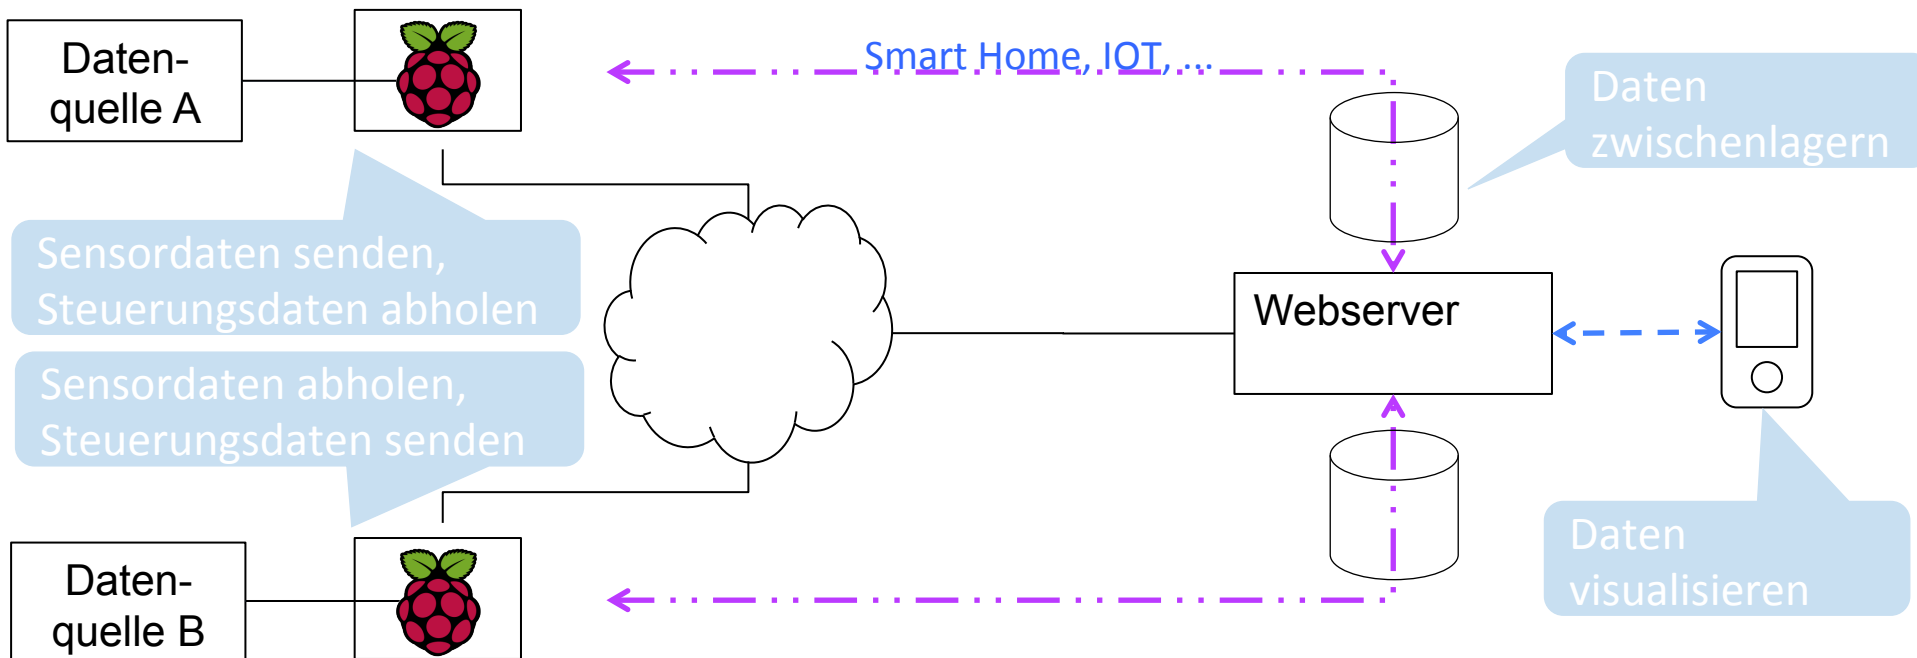 Daten-
quelle A
Smart Home, IOT, ...
Daten
zwischenlagern
Sensordaten senden,
Steuerungsdaten abholen
Webserver
Sensordaten abholen,
Steuerungsdaten senden
Daten
visualisieren
Daten-
quelle B